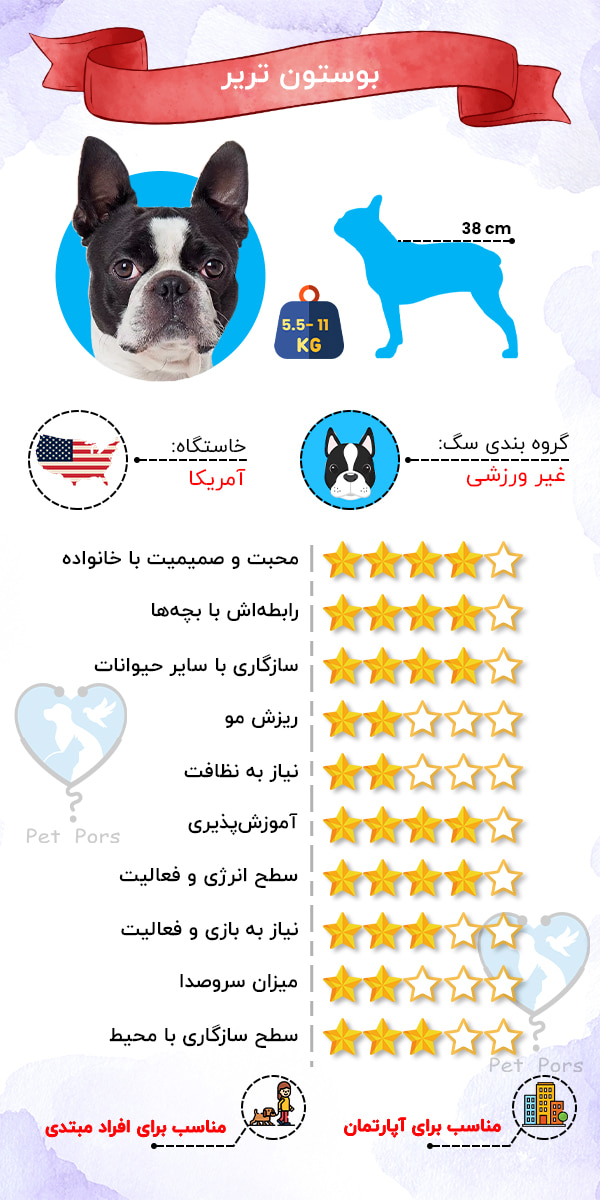 بوستون تریر
38 cm
5.5- 11
KG
گروه بندی سگ:
غیر ورزشی
خاستگاه:
آمریکا
محبت و صمیمیت با خانواده
رابطه‌اش با بچه‌ها
سازگاری با سایر حیوانات
ریزش مو
نیاز به نظافت
آموزش‌پذیری
سطح انرژی و فعالیت
نیاز به بازی و فعالیت
میزان سروصدا
سطح سازگاری با محیط
Pet Pors
Pet Pors
مناسب برای آپارتمان
مناسب برای افراد مبتدی